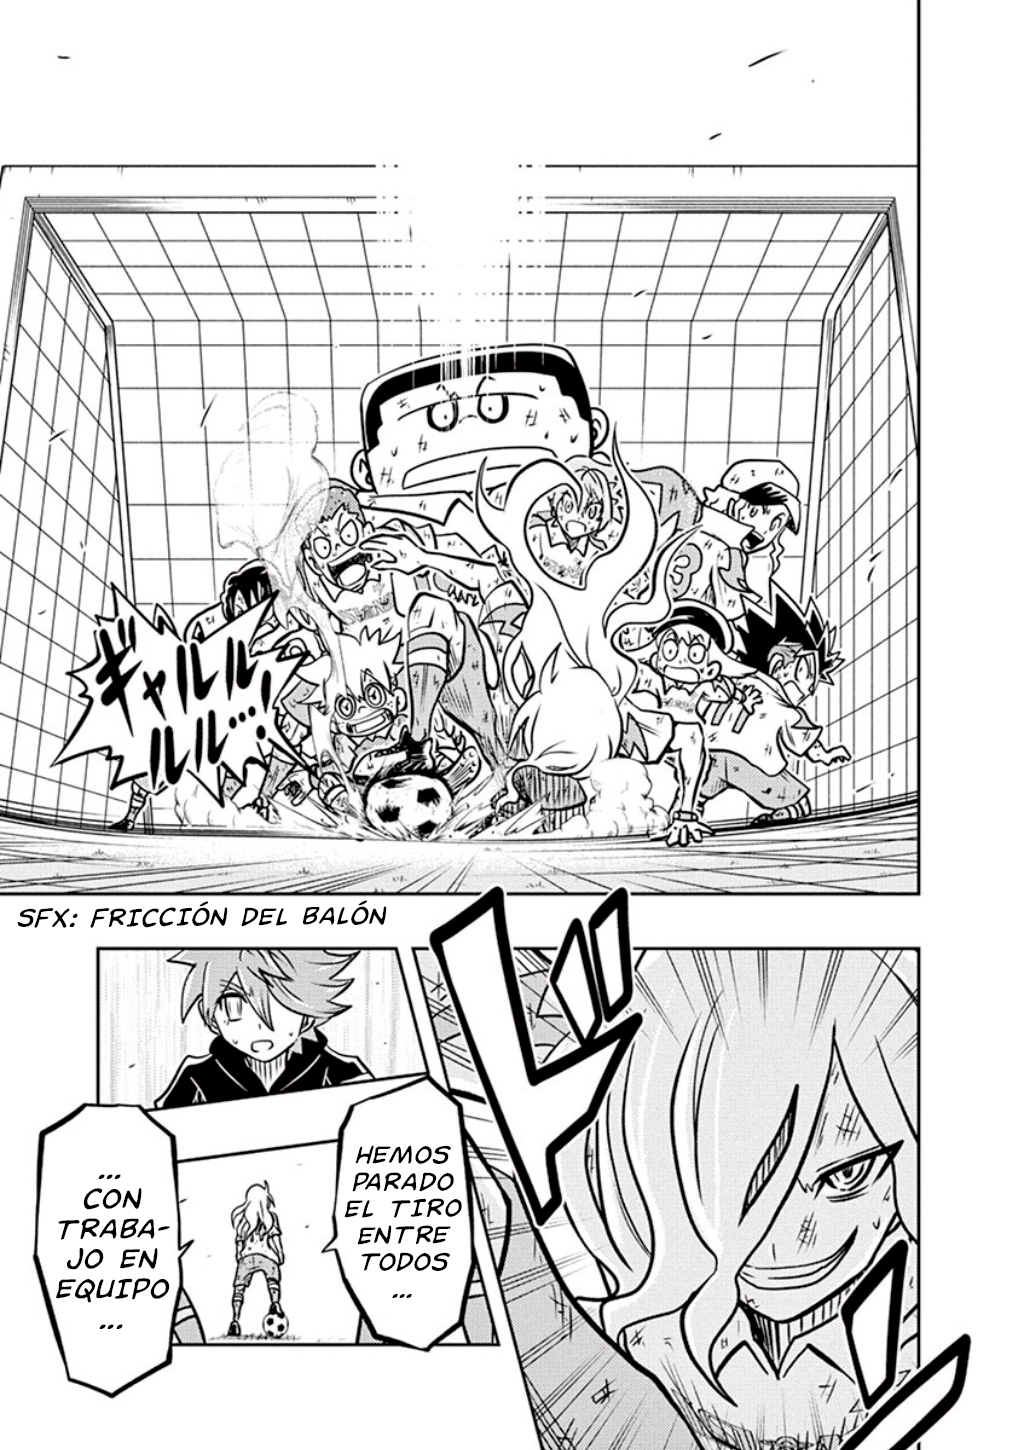 ギャルルル
ルル…!
SFX: FRICCIÓN DEL BALÓN
ド
HEMOS
PARADO
EL TIRO
ENTRE
TODOS
...
...
CON
TRABA-
JO EN
EQUIPO
...